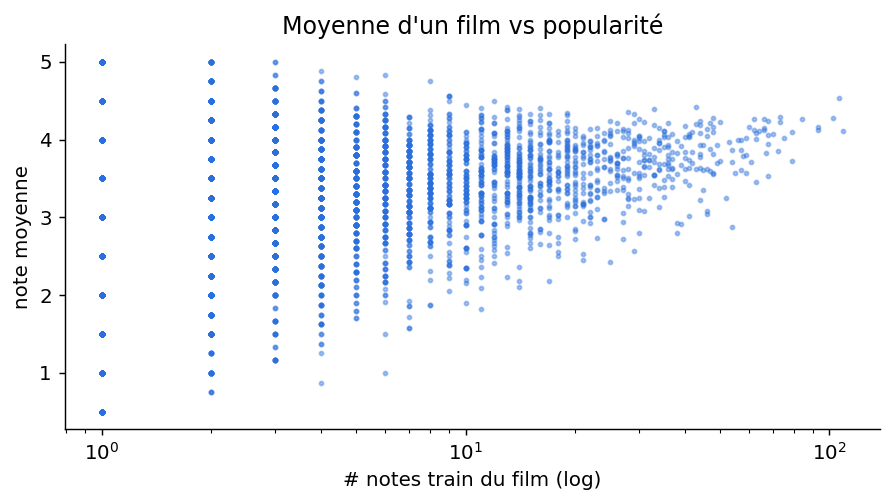 Moyenne d'un film vs popularité
5
4
3
2
1
note moyenne
10⁰
10¹
10²
# notes train du film (log)